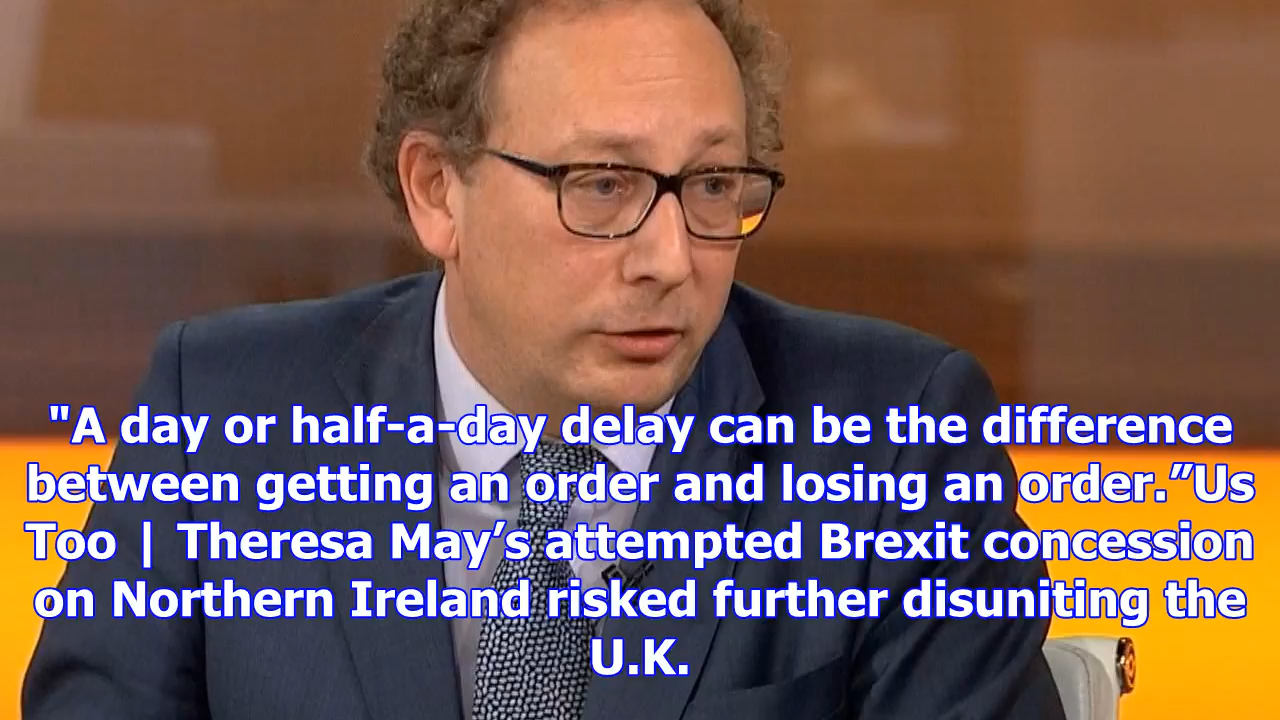 "A day or half-a-day delay can be the difference
between getting an order and losing an order.”Us
Too | Theresa May’s attempted Brexit concession
on Northern Ireland risked further disuniting the
U.K.